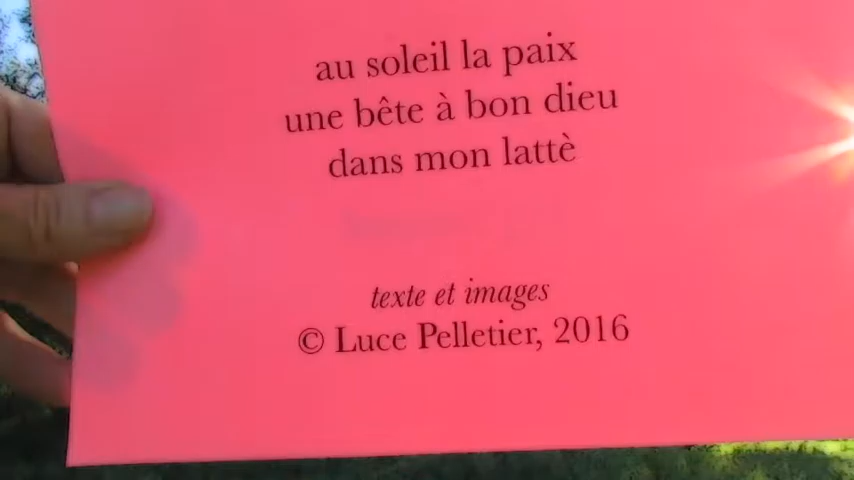 au soleil la paix
une bête à bon dieu
dans mon lattè
texte et images
© Luce Pelletier, 2016